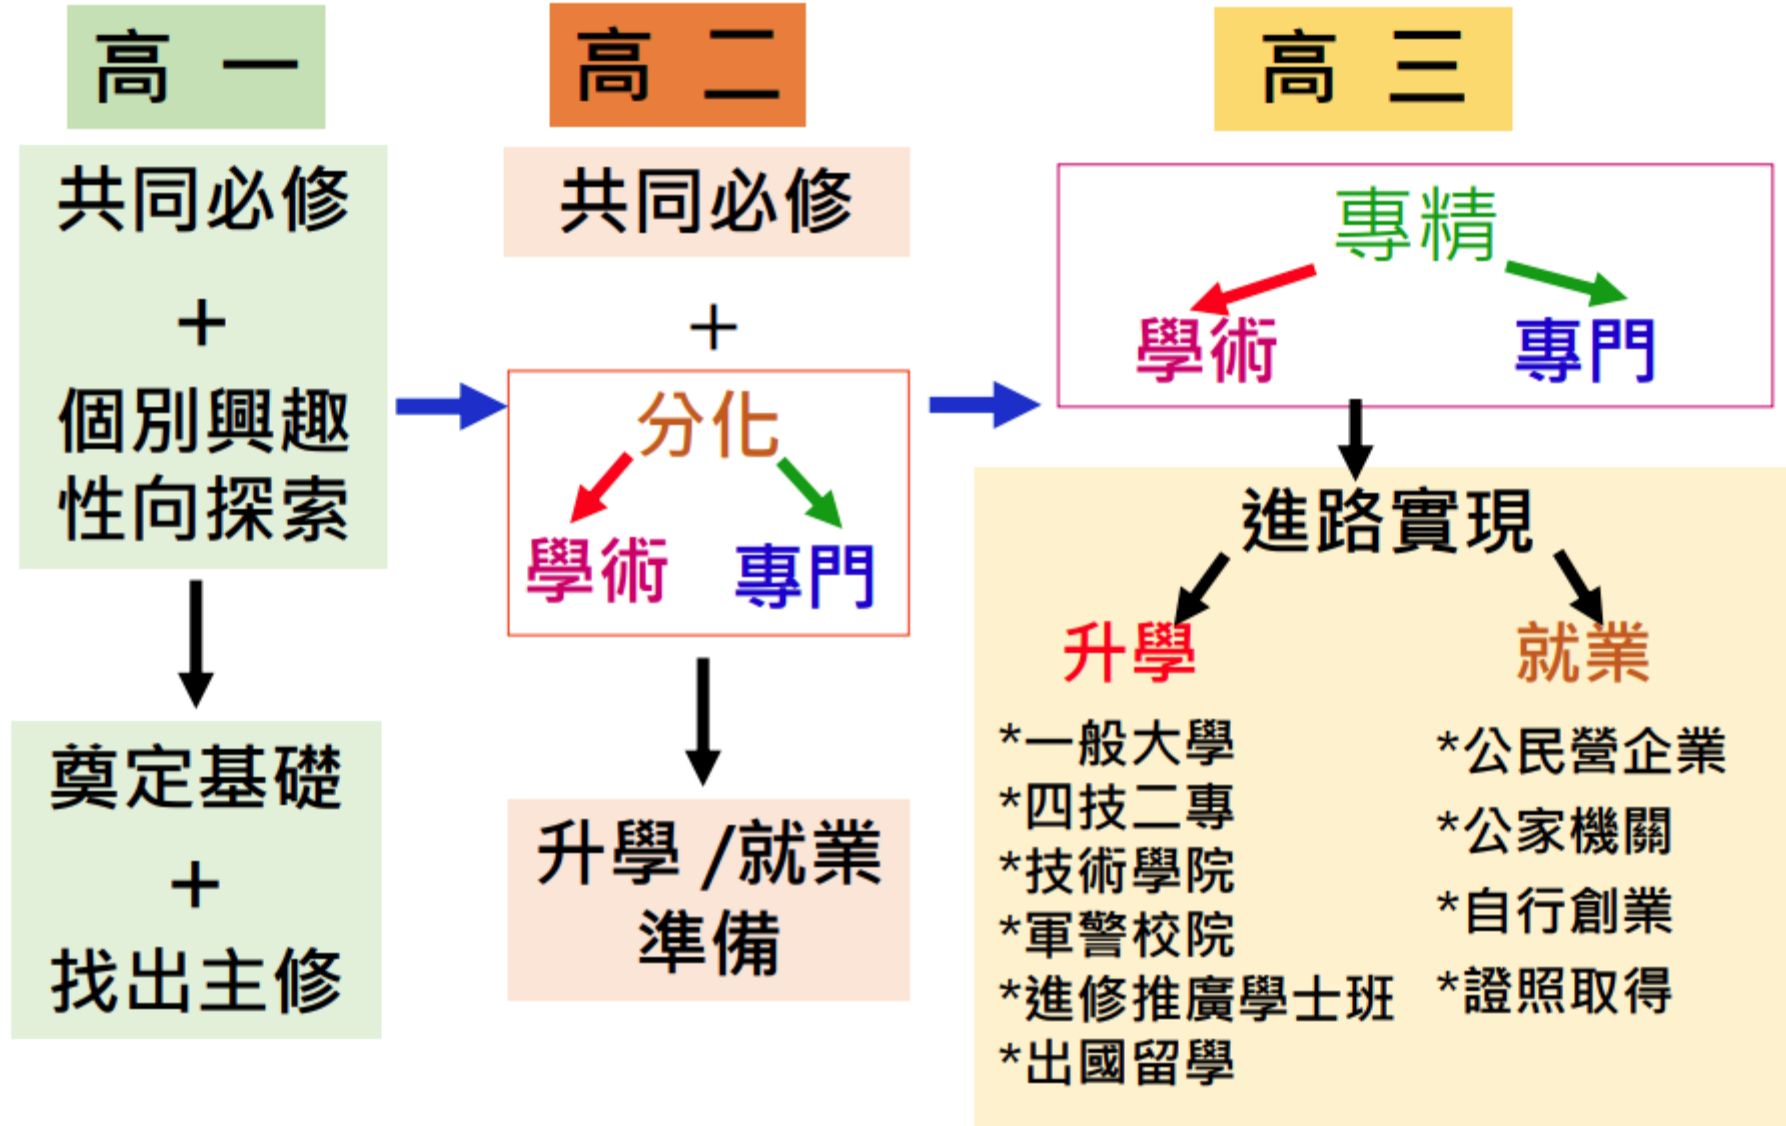 高 一
共同必修
+
個別興趣
性向探索
奠定基礎
+
找出主修
高 二
共同必修
+
分化
學術 專門
升學 /就業
準備
高 三
專精
學術 專門
進路實現
升學
*一般大學
*四技二專
*技術學院
*軍警校院
*進修推廣學士班
*出國留學
就業
*公民營企業
*公家機關
*自行創業
*證照取得